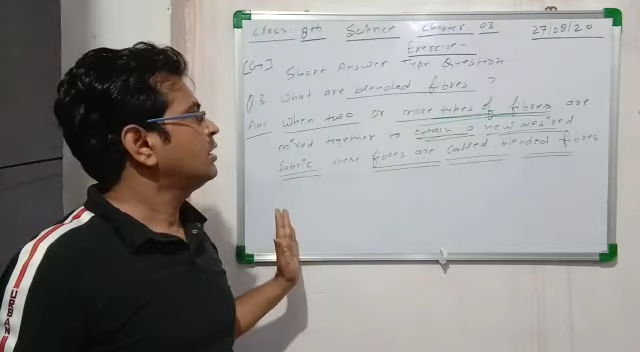 Class- 8th Science Chapter 03 27/08/20
Exercise-
[C-] Short Answer Type Question
Q.3 What are blended fibres ?
Ans When two or more types of fibres are
mixed together to obtain a new desired
fabric these fibres are called blended fibres
URBAN